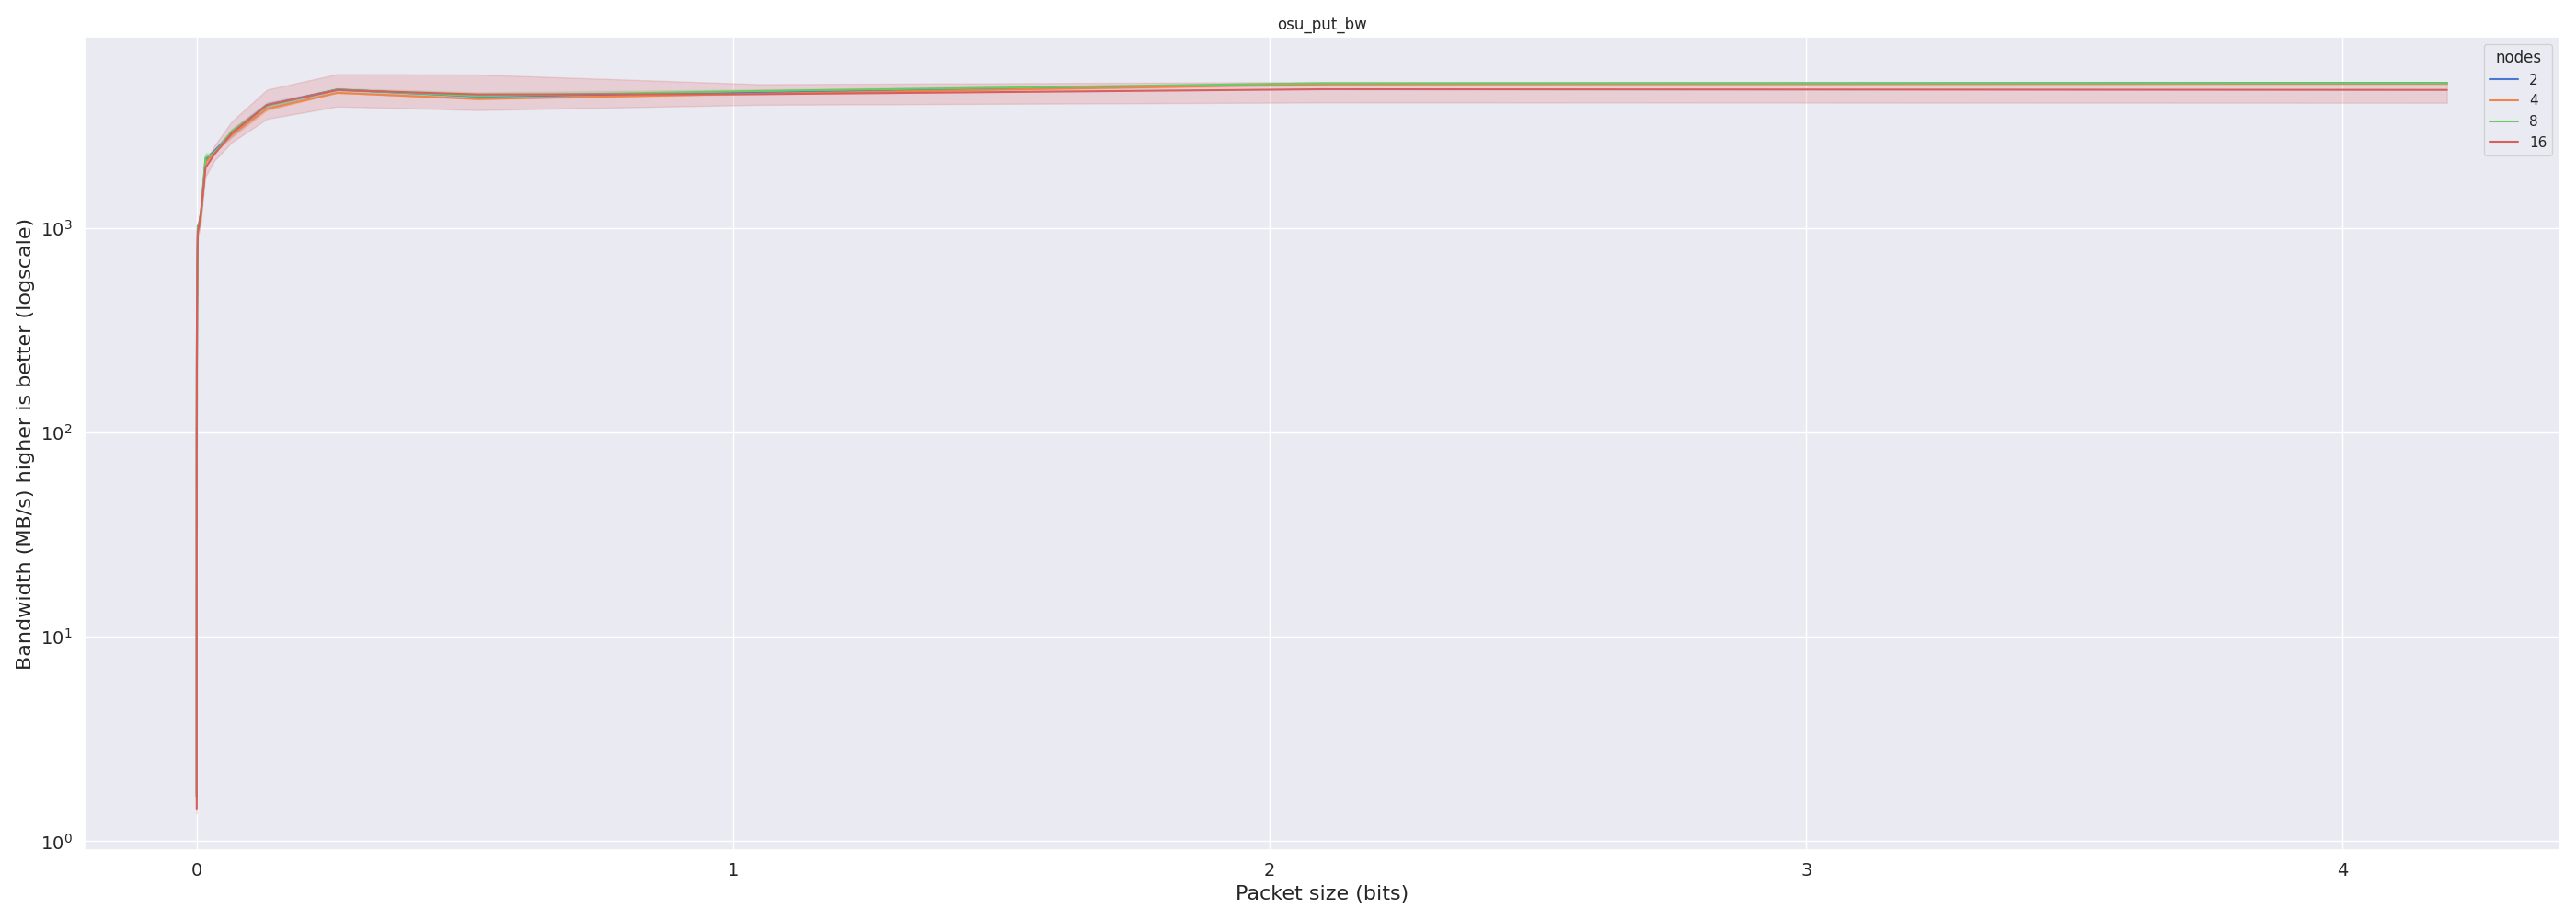 osu_put_bw
nodes
2
4
8
16
Bandwidth (MB/s) higher is better (logscale)
10³
10²
10¹
10⁰
0 1 2 3 4
Packet size (bits)